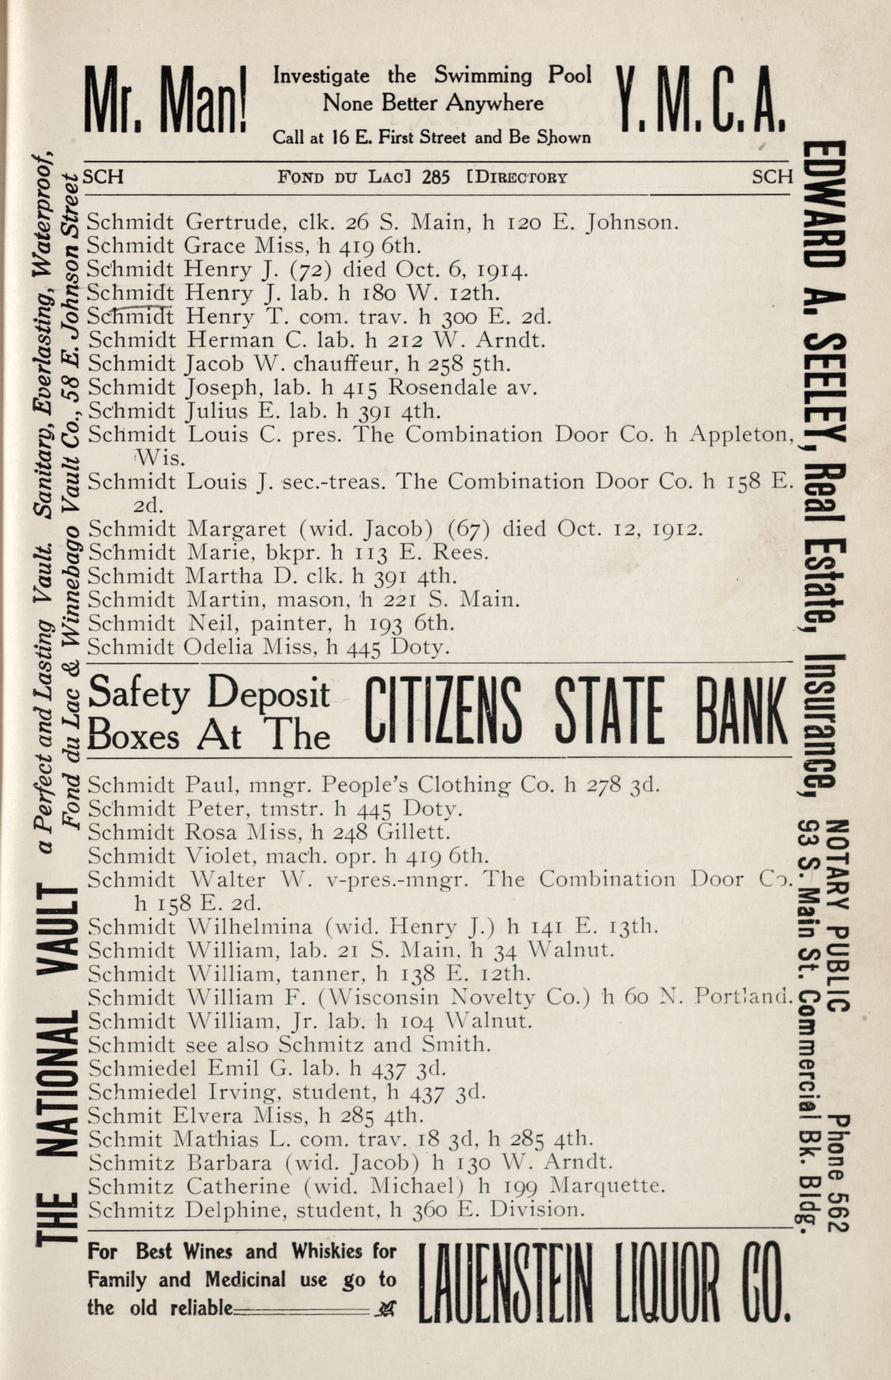 Mr. Man!
Investigate the Swimming Pool
None Better Anywhere
Call at 16 E. First Street and Be Shown
Y. M. C. A.
SCH FOND DU LAC] 285 [DIRECTORY SCH
Schmidt Gertrude, clk. 26 S. Main, h 120 E. Johnson.
Schmidt Grace Miss, h 419 6th.
Schmidt Henry J. (72) died Oct. 6, 1914.
Schmidt Henry J. lab. h 180 W. 12th.
Schmidt Henry T. com. trav. h 300 E. 2d.
Schmidt Herman C. lab. h 212 W. Arndt.
Schmidt Jacob W. chauffeur, h 258 5th.
Schmidt Joseph, lab. h 415 Rosendale av.
Schmidt Julius E. lab. h 391 4th.
Schmidt Louis C. pres. The Combination Door Co. h Appleton,
Wis.
Schmidt Louis J. sec.-treas. The Combination Door Co. h 158 E.
2d.
Schmidt Margaret (wid. Jacob) (67) died Oct. 12, 1912.
Schmidt Marie, bkpr. h 113 E. Rees.
Schmidt Martha D. clk. h 391 4th.
Schmidt Martin, mason, h 221 S. Main.
Schmidt Neil, painter, h 193 6th.
Schmidt Odelia Miss, h 445 Doty.
Safety Deposit
Boxes At The
CITIZENS STATE BANK
Schmidt Paul, mngr. People's Clothing Co. h 278 3d.
Schmidt Peter, tmstr. h 445 Doty.
Schmidt Rosa Miss, h 248 Gillett.
Schmidt Violet, mach. opr. h 419 6th.
Schmidt Walter W. v-pres.-mngr. The Combination Door Co.
h 158 E. 2d.
Schmidt Wilhelmina (wid. Henry J.) h 141 E. 13th.
Schmidt William, lab. 21 S. Main, h 34 Walnut.
Schmidt William, tanner, h 138 E. 12th.
Schmidt William F. (Wisconsin Novelty Co.) h 60 N. Portland.
Schmidt William, Jr. lab. h 104 Walnut.
Schmidt see also Schmitz and Smith.
Schmiedel Emil G. lab. h 437 3d.
Schmiedel Irving, student, h 437 3d.
Schmit Elvera Miss, h 285 4th.
Schmit Mathias L. com. trav. 18 3d, h 285 4th.
Schmitz Barbara (wid. Jacob) h 130 W. Arndt.
Schmitz Catherine (wid. Michael) h 199 Marquette.
Schmitz Delphine, student, h 360 E. Division.
For Best Wines and Whiskies for
Family and Medicinal use go to
the old reliable
LAUENSTEIN LIQUOR CO.
THE NATIONAL VAULT
a Perfect and Lasting Vault. Sanitary, Everlasting, Waterproof,
Fond du Lac & Winnebago Vault Co., 58 E. Johnson Street
EDWARD A. SEELEY, Real Estate, Insurance,
NOTARY PUBLIC Phone 562
93 S. Main St. Commercial Bk. Bldg.